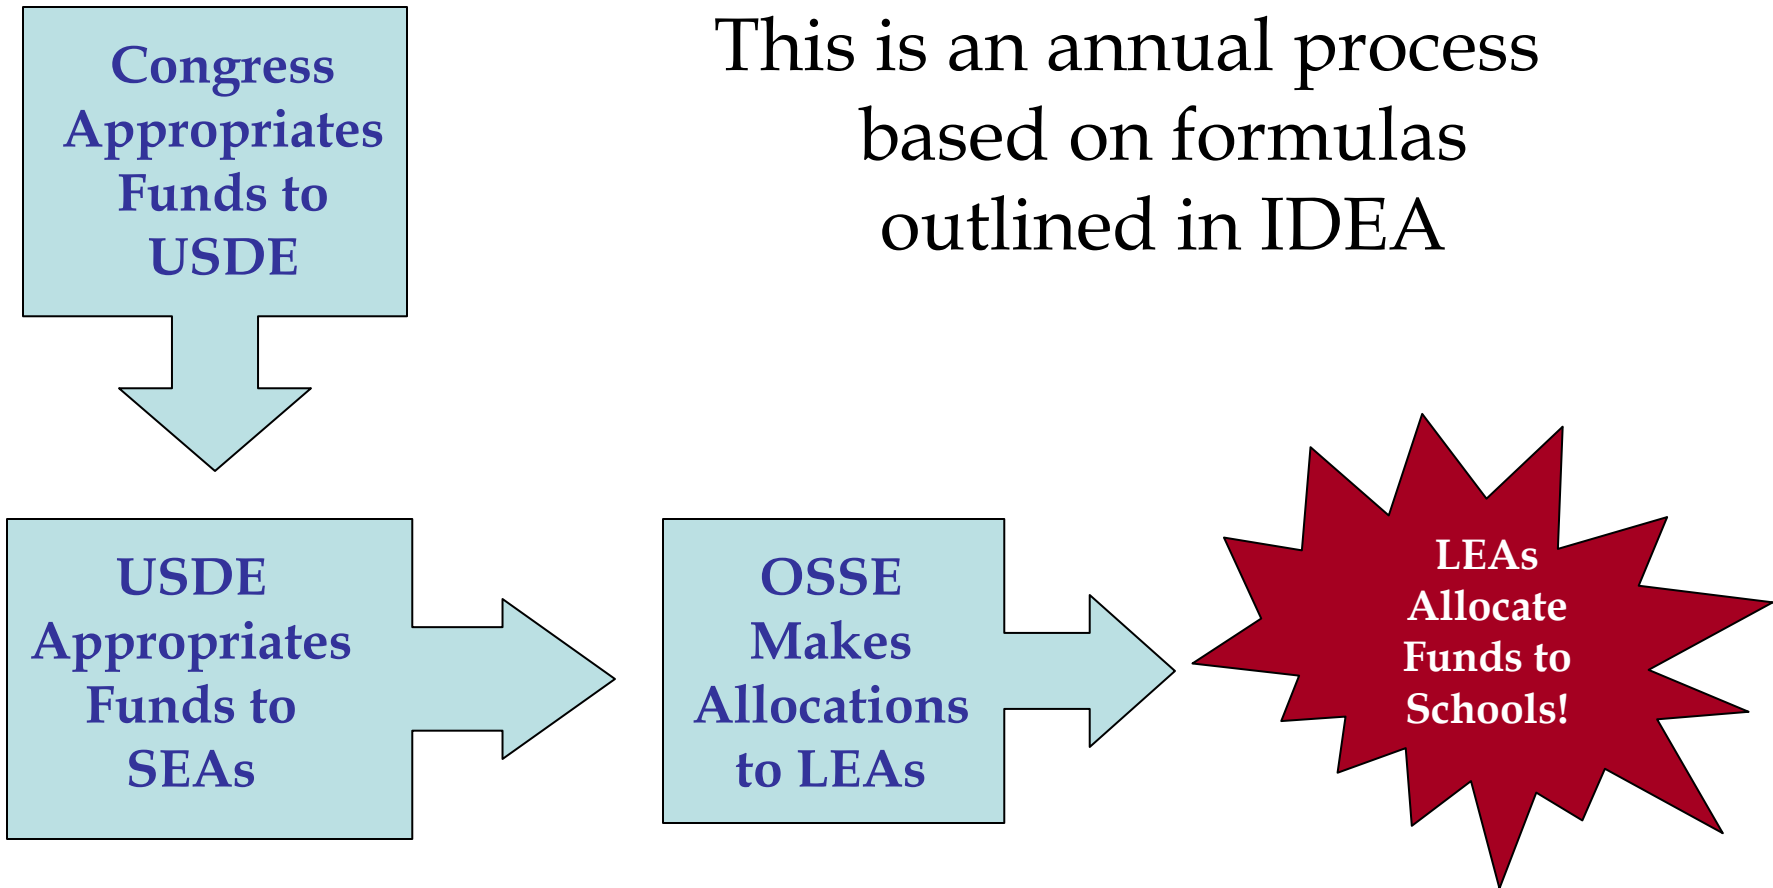 Congress
Appropriates
Funds to
USDE
This is an annual process
based on formulas
outlined in IDEA
USDE
Appropriates
Funds to
SEAs
OSSE
Makes
Allocations
to LEAs
LEAs
Allocate
Funds to
Schools!